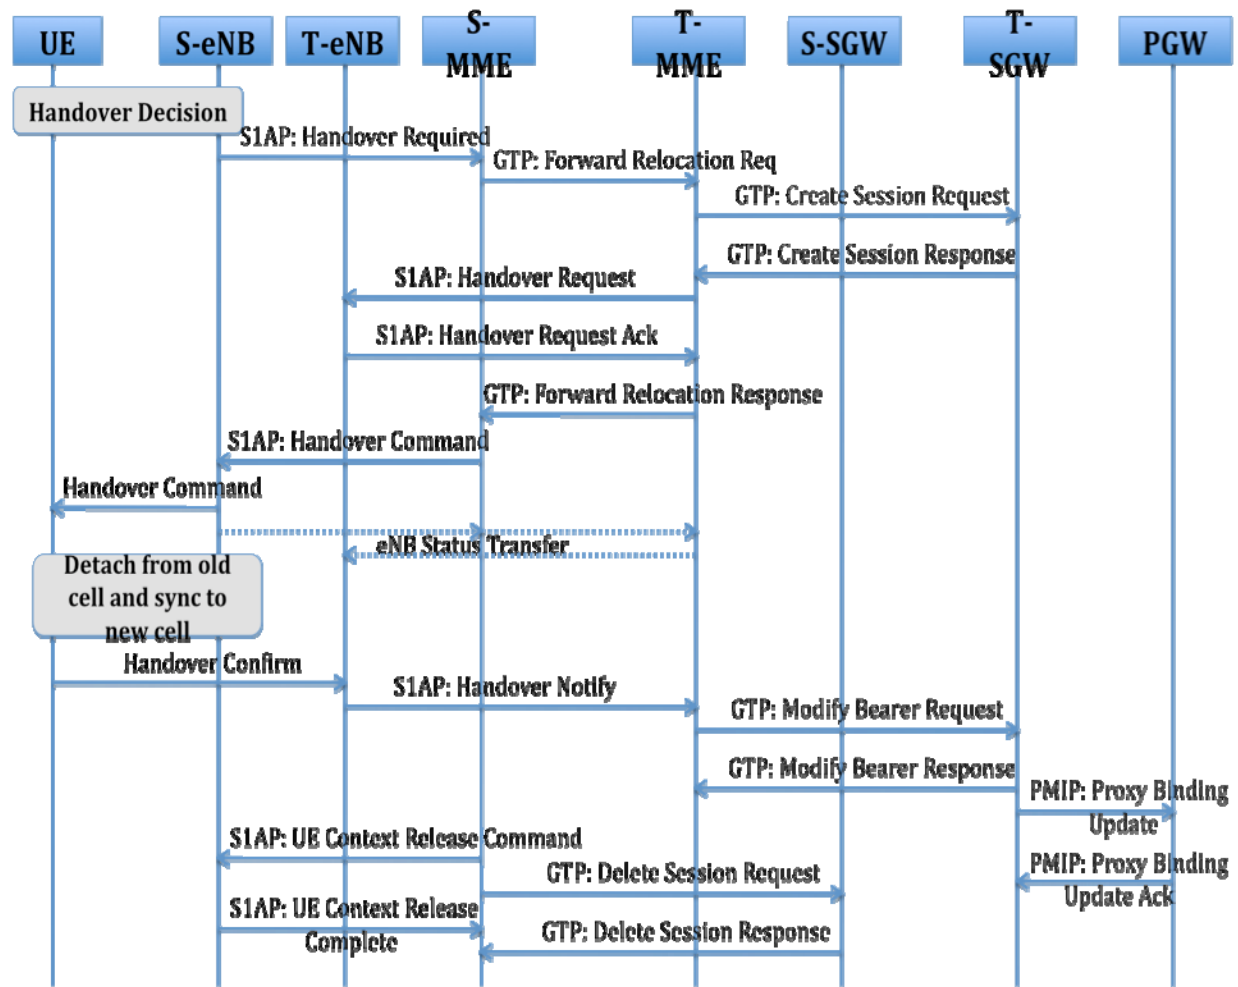 UE
S-eNB
T-eNB
S-
MME
T-
MME
S-SGW
T-
SGW
PGW
Handover Decision
S1AP: Handover Required
GTP: Forward Relocation Req
GTP: Create Session Request
GTP: Create Session Response
S1AP: Handover Request
S1AP: Handover Request Ack
GTP: Forward Relocation Response
S1AP: Handover Command
Handover Command
eNB Status Transfer
Detach from old
cell and sync to
new cell
Handover Confirm
S1AP: Handover Notify
GTP: Modify Bearer Request
GTP: Modify Bearer Response
PMIP: Proxy Binding
Update
S1AP: UE Context Release Command
GTP: Delete Session Request
PMIP: Proxy Binding
Update Ack
S1AP: UE Context Release
Complete
GTP: Delete Session Response